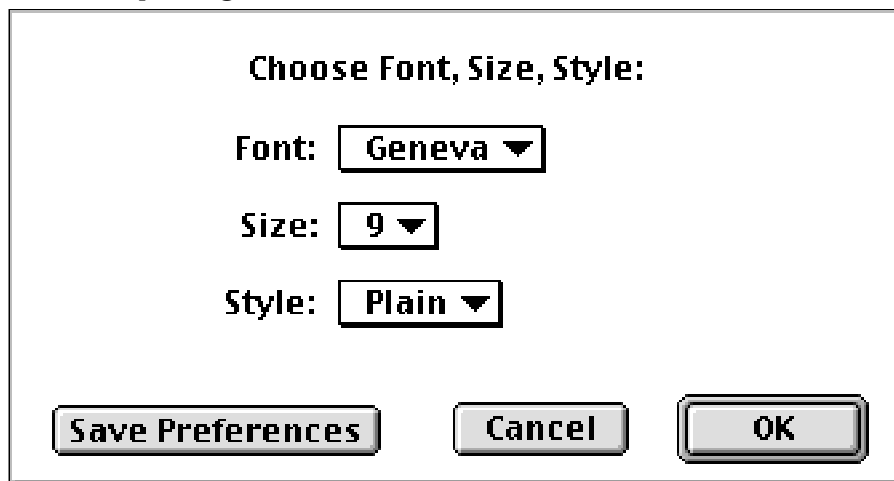 Choose Font, Size, Style:
Font: Geneva
Size: 9
Style: Plain
Save Preferences Cancel OK